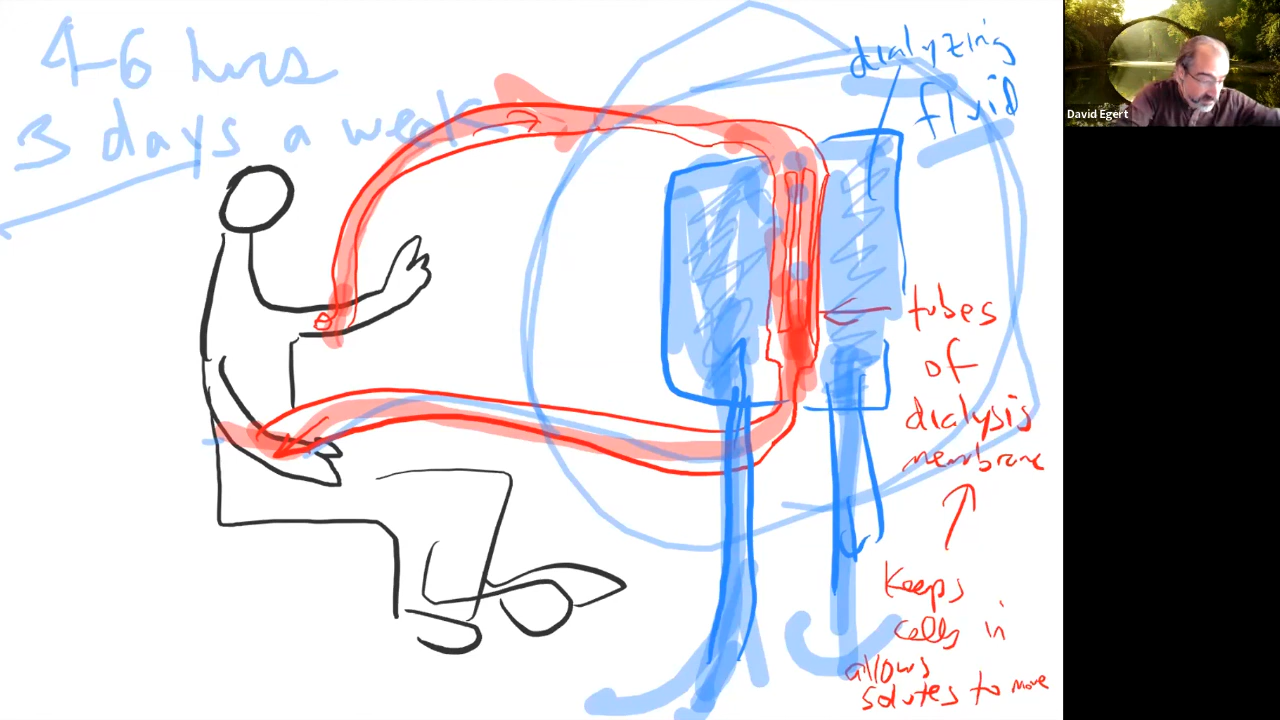 4-6 hours
3 days a week
dialyzing
fluid
tubes
of
dialysis
membrane
Keeps
cells in
allows
solutes to move
David Egert